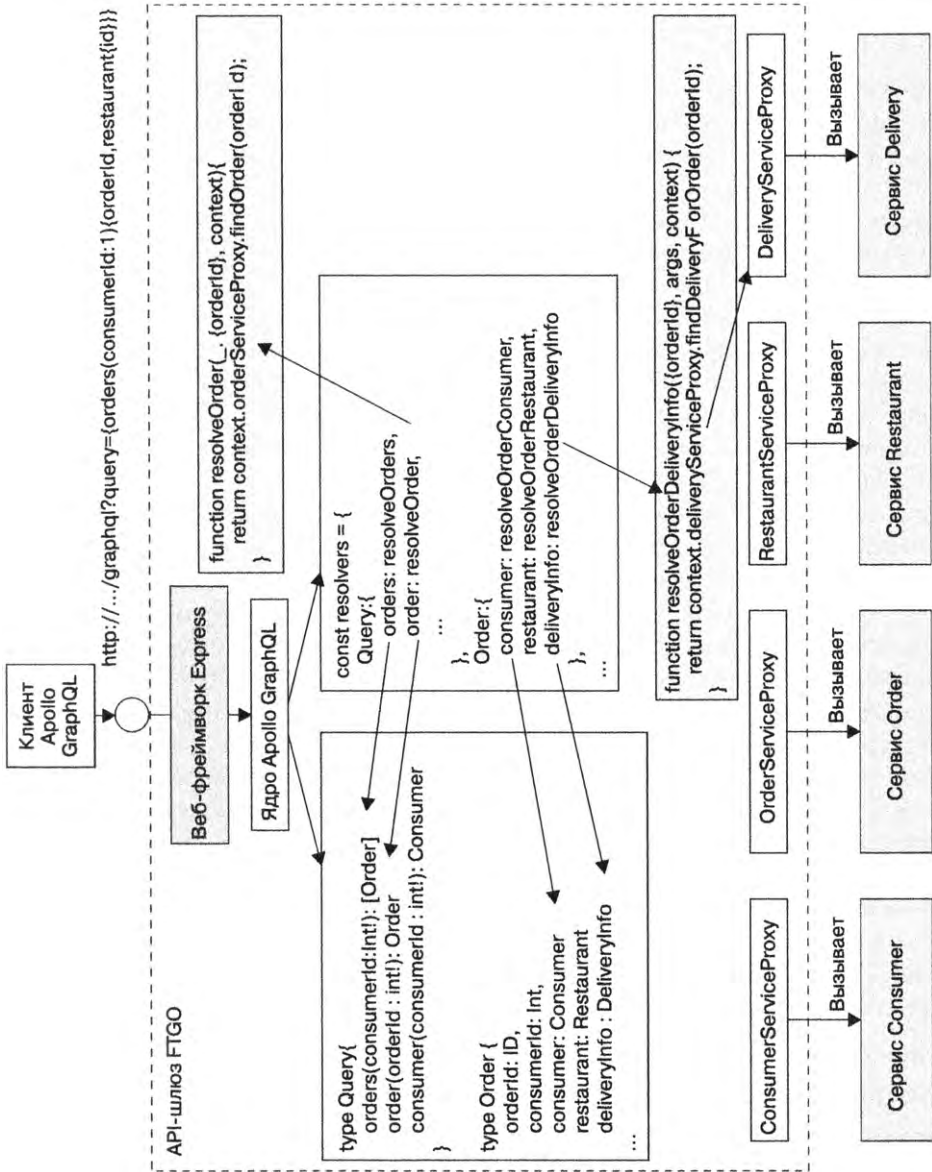 Клиент
Apollo
GraphQL
http://.../graphql?query={orders(consumerId:1){orderId,restaurant{id}}}
API-шлюз FTGO
Веб-фреймворк Express
Ядро Apollo GraphQL
function resolveOrder(_, {orderId}, context){
return context.orderServiceProxy.findOrder(orderI d);
}
type Query{
orders(consumerId:Int!): [Order]
order(orderId : int!): Order
consumer(consumerId : int!): Consumer
}
type Order {
orderId: ID,
consumerId: Int,
consumer: Consumer
restaurant: Restaurant
deliveryInfo : DeliveryInfo
...
const resolvers = {
Query:{
orders: resolveOrders,
order: resolveOrder,
...
},
Order:{
consumer: resolveOrderConsumer,
restaurant: resolveOrderRestaurant,
deliveryInfo: resolveOrderDeliveryInfo
},
...
function resolveOrderDeliveryInfo({orderId}, args, context) {
return context.deliveryServiceProxy.findDeliveryF orOrder(orderId);
}
ConsumerServiceProxy
OrderServiceProxy
RestaurantServiceProxy
DeliveryServiceProxy
Вызывает
Вызывает
Вызывает
Вызывает
Сервис Consumer
Сервис Order
Сервис Restaurant
Сервис Delivery